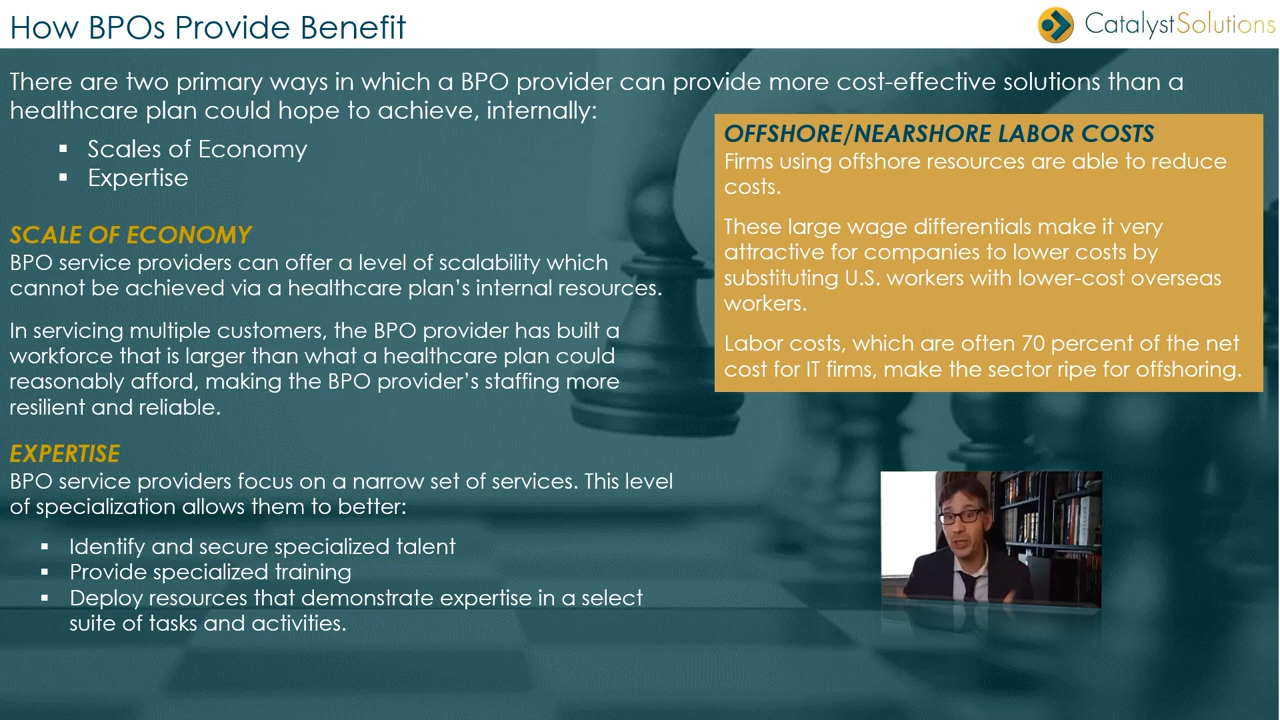 How BPOs Provide Benefit
CatalystSolutions
There are two primary ways in which a BPO provider can provide more cost-effective solutions than a
healthcare plan could hope to achieve, internally:
▪ Scales of Economy
▪ Expertise
SCALE OF ECONOMY
BPO service providers can offer a level of scalability which
cannot be achieved via a healthcare plan's internal resources.
In servicing multiple customers, the BPO provider has built a
workforce that is larger than what a healthcare plan could
reasonably afford, making the BPO provider's staffing more
resilient and reliable.
EXPERTISE
BPO service providers focus on a narrow set of services. This level
of specialization allows them to better:
▪ Identify and secure specialized talent
▪ Provide specialized training
▪ Deploy resources that demonstrate expertise in a select
suite of tasks and activities.
OFFSHORE/NEARSHORE LABOR COSTS
Firms using offshore resources are able to reduce
costs.
These large wage differentials make it very
attractive for companies to lower costs by
substituting U.S. workers with lower-cost overseas
workers.
Labor costs, which are often 70 percent of the net
cost for IT firms, make the sector ripe for offshoring.